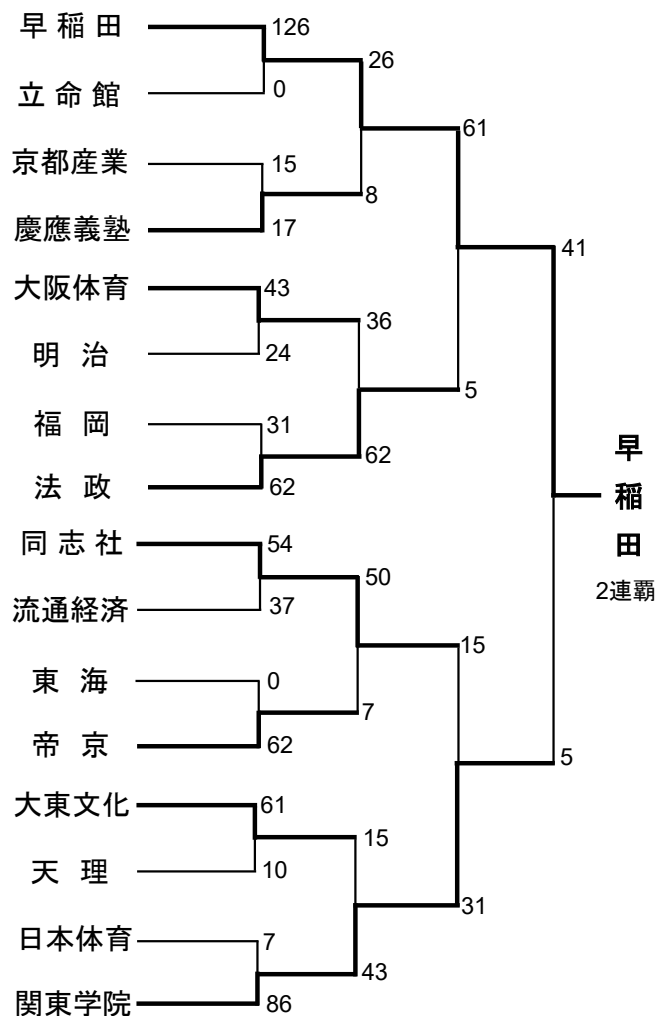 早稲田 126
26
立命館 0
61
京都産業 15
8
慶應義塾 17
41
大阪体育 43
36
明治 24
5
福岡 31
62
法政 62
早稲田
2連覇
同志社 54
50
流通経済 37
15
東海 0
7
帝京 62
5
大東文化 61
15
天理 10
31
日本体育 7
43
関東学院 86